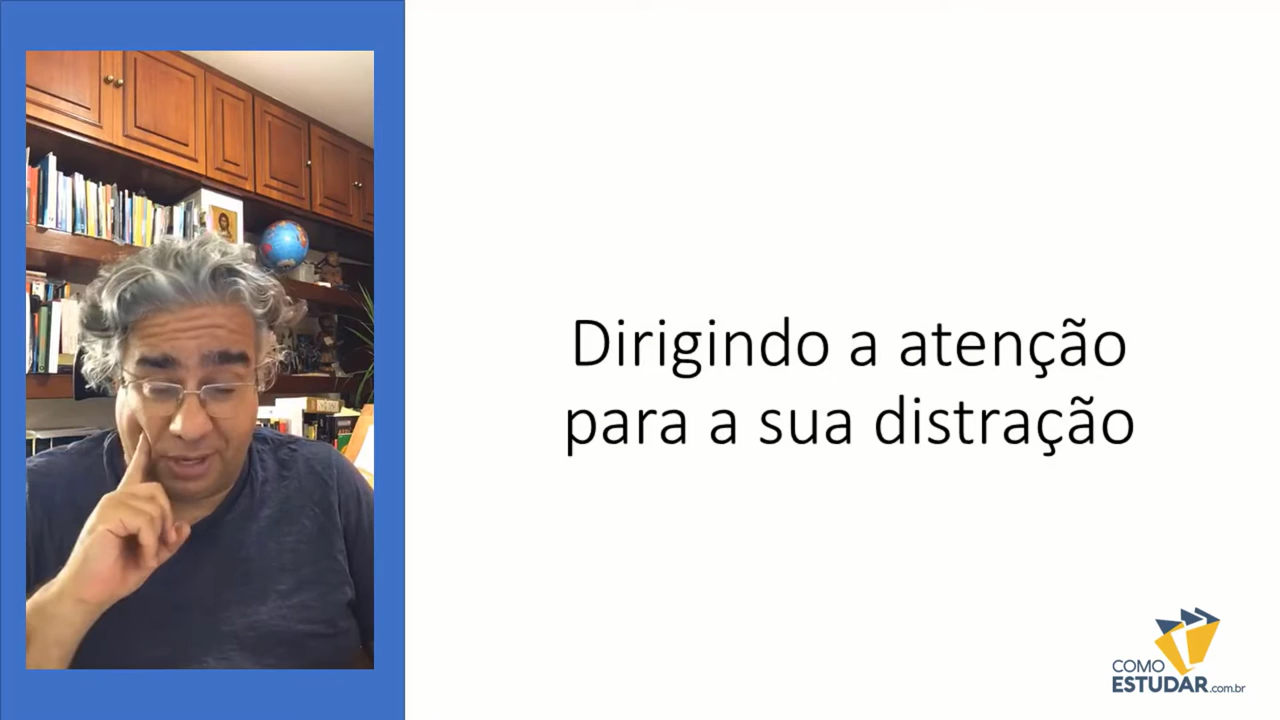 Dirigindo a atenção
para a sua distração
COMO
ESTUDAR.com.br